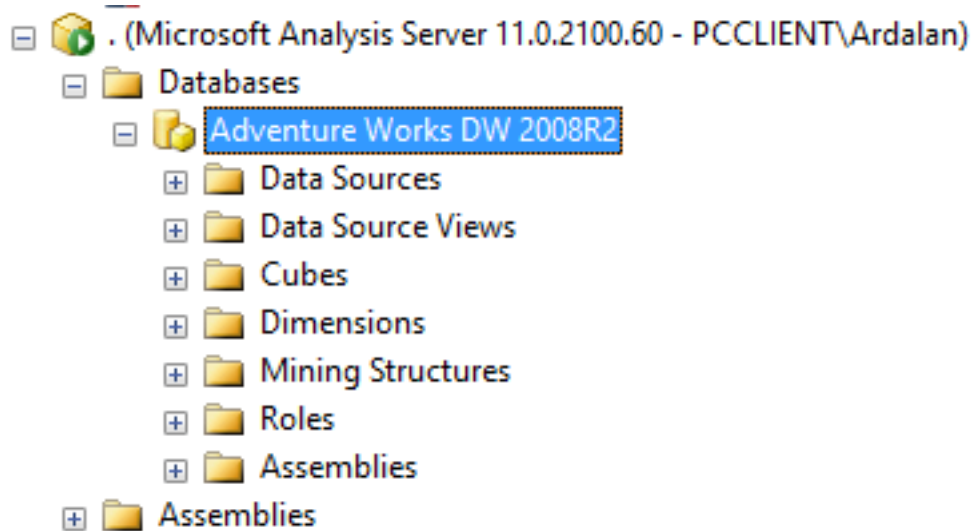 . (Microsoft Analysis Server 11.0.2100.60 - PCCLIENT\Ardalan)
Databases
Adventure Works DW 2008R2
Data Sources
Data Source Views
Cubes
Dimensions
Mining Structures
Roles
Assemblies
Assemblies